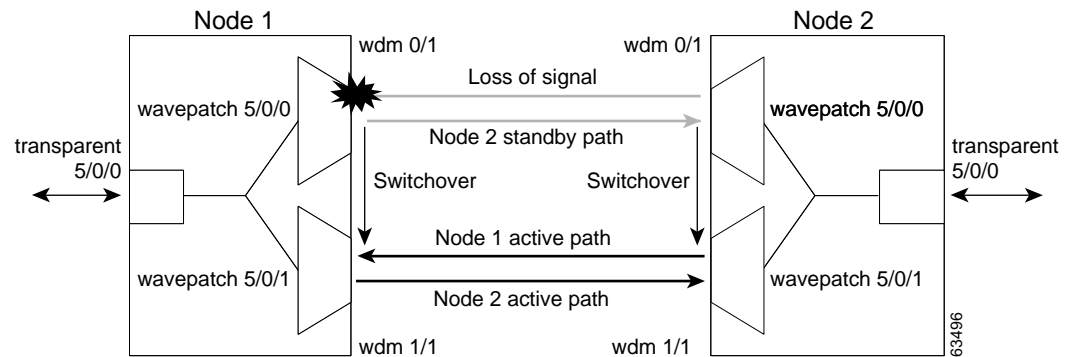 Node 1
Node 2
wdm 0/1
wdm 0/1
Loss of signal
wavepatch 5/0/0
wavepatch 5/0/0
Node 2 standby path
transparent
5/0/0
transparent
5/0/0
Switchover
Switchover
Node 1 active path
wavepatch 5/0/1
wavepatch 5/0/1
Node 2 active path
wdm 1/1
wdm 1/1
63496